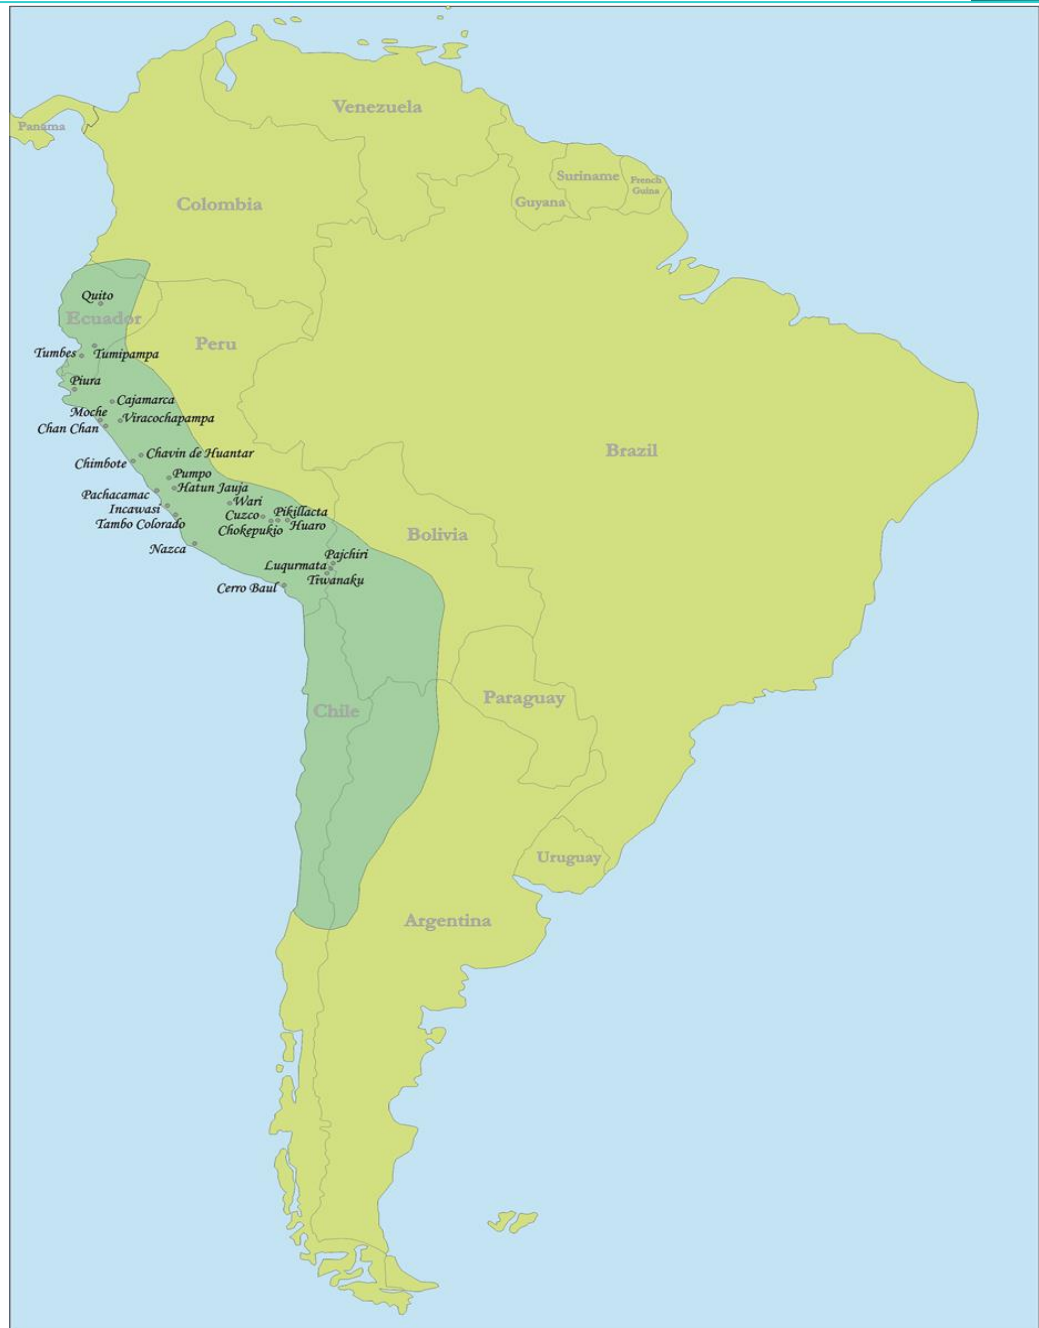 Venezuela
Panama
Suriname
French
Guina
Guyana
Colombia
Quito
Ecuador
Peru
Tumbes
Tumipampa
Piura
Cajamarca
Moche
Viracochapampa
Chan Chan
Brazil
Chavin de Huantar
Chimbote
Pumpo
Hatun Jauja
Pachacamac
Wari
Incawasi
Pikillacta
Cuzco
Tambo Colorado
Huaro
Chokepukio
Bolivia
Nazca
Pajchiri
Luqurmata
Tiwanaku
Cerro Baul
Paraguay
Chile
Uruguay
Argentina